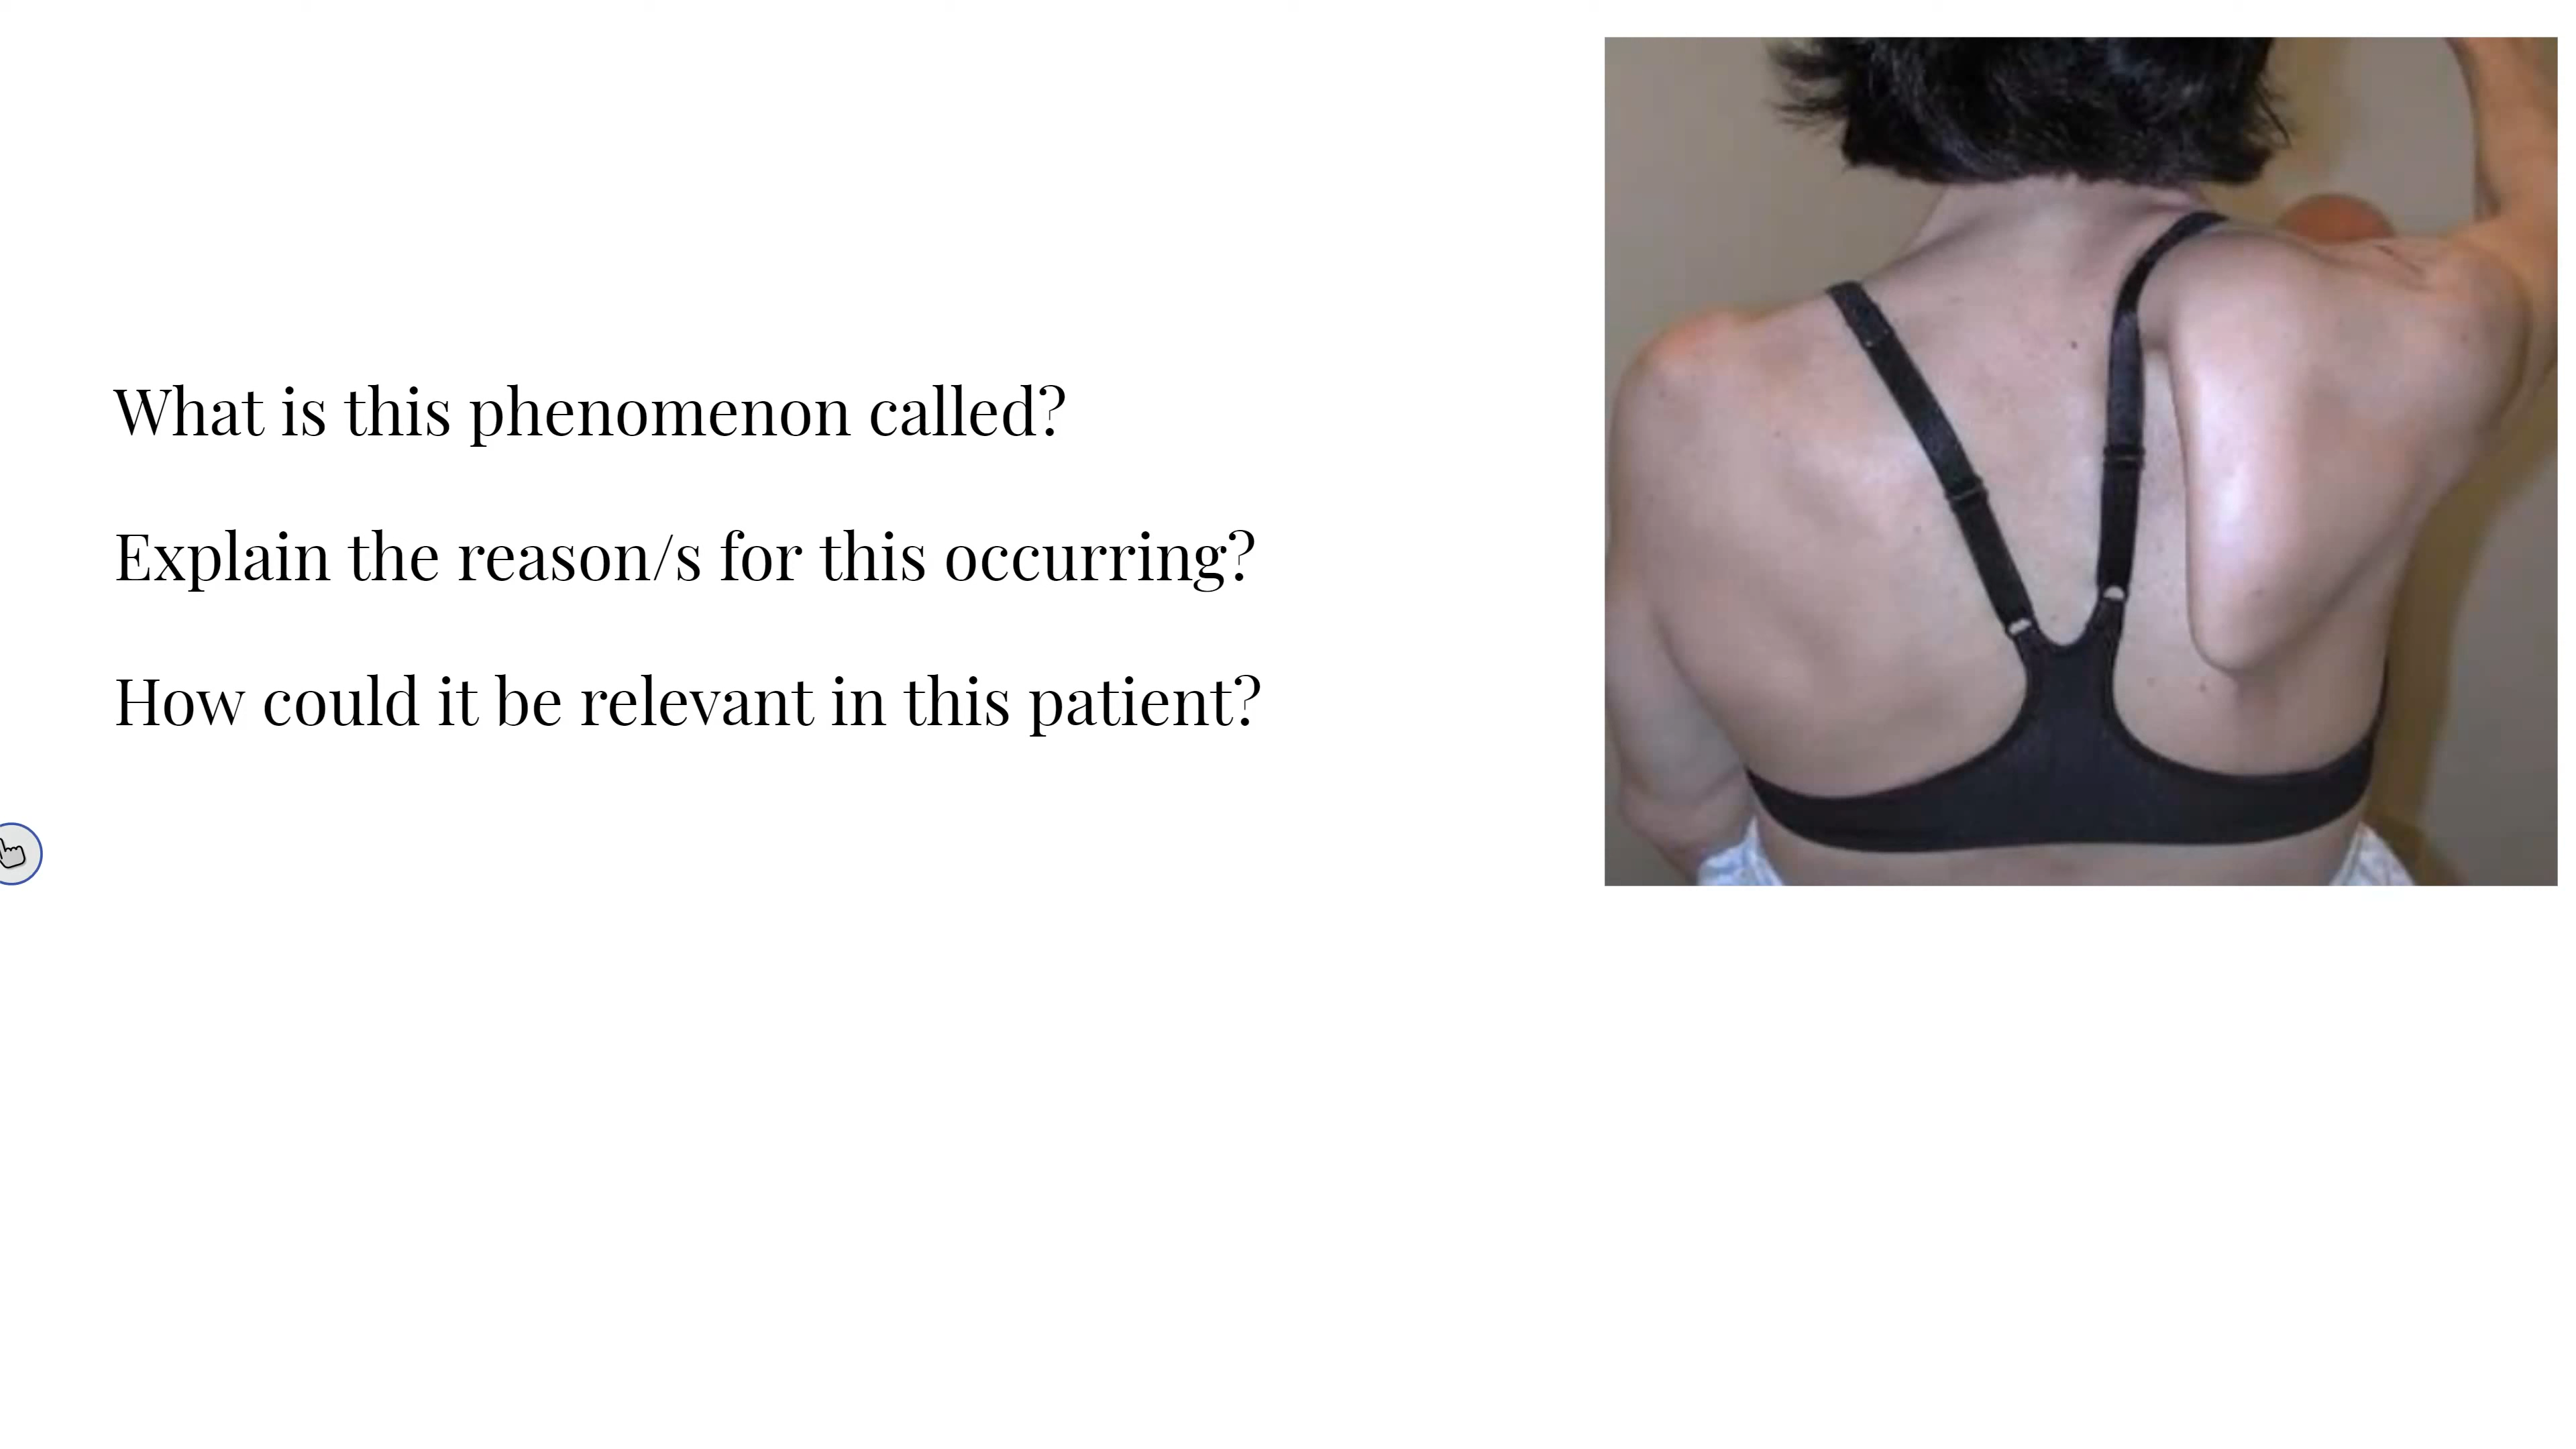 What is this phenomenon called?
Explain the reason/s for this occurring?
How could it be relevant in this patient?